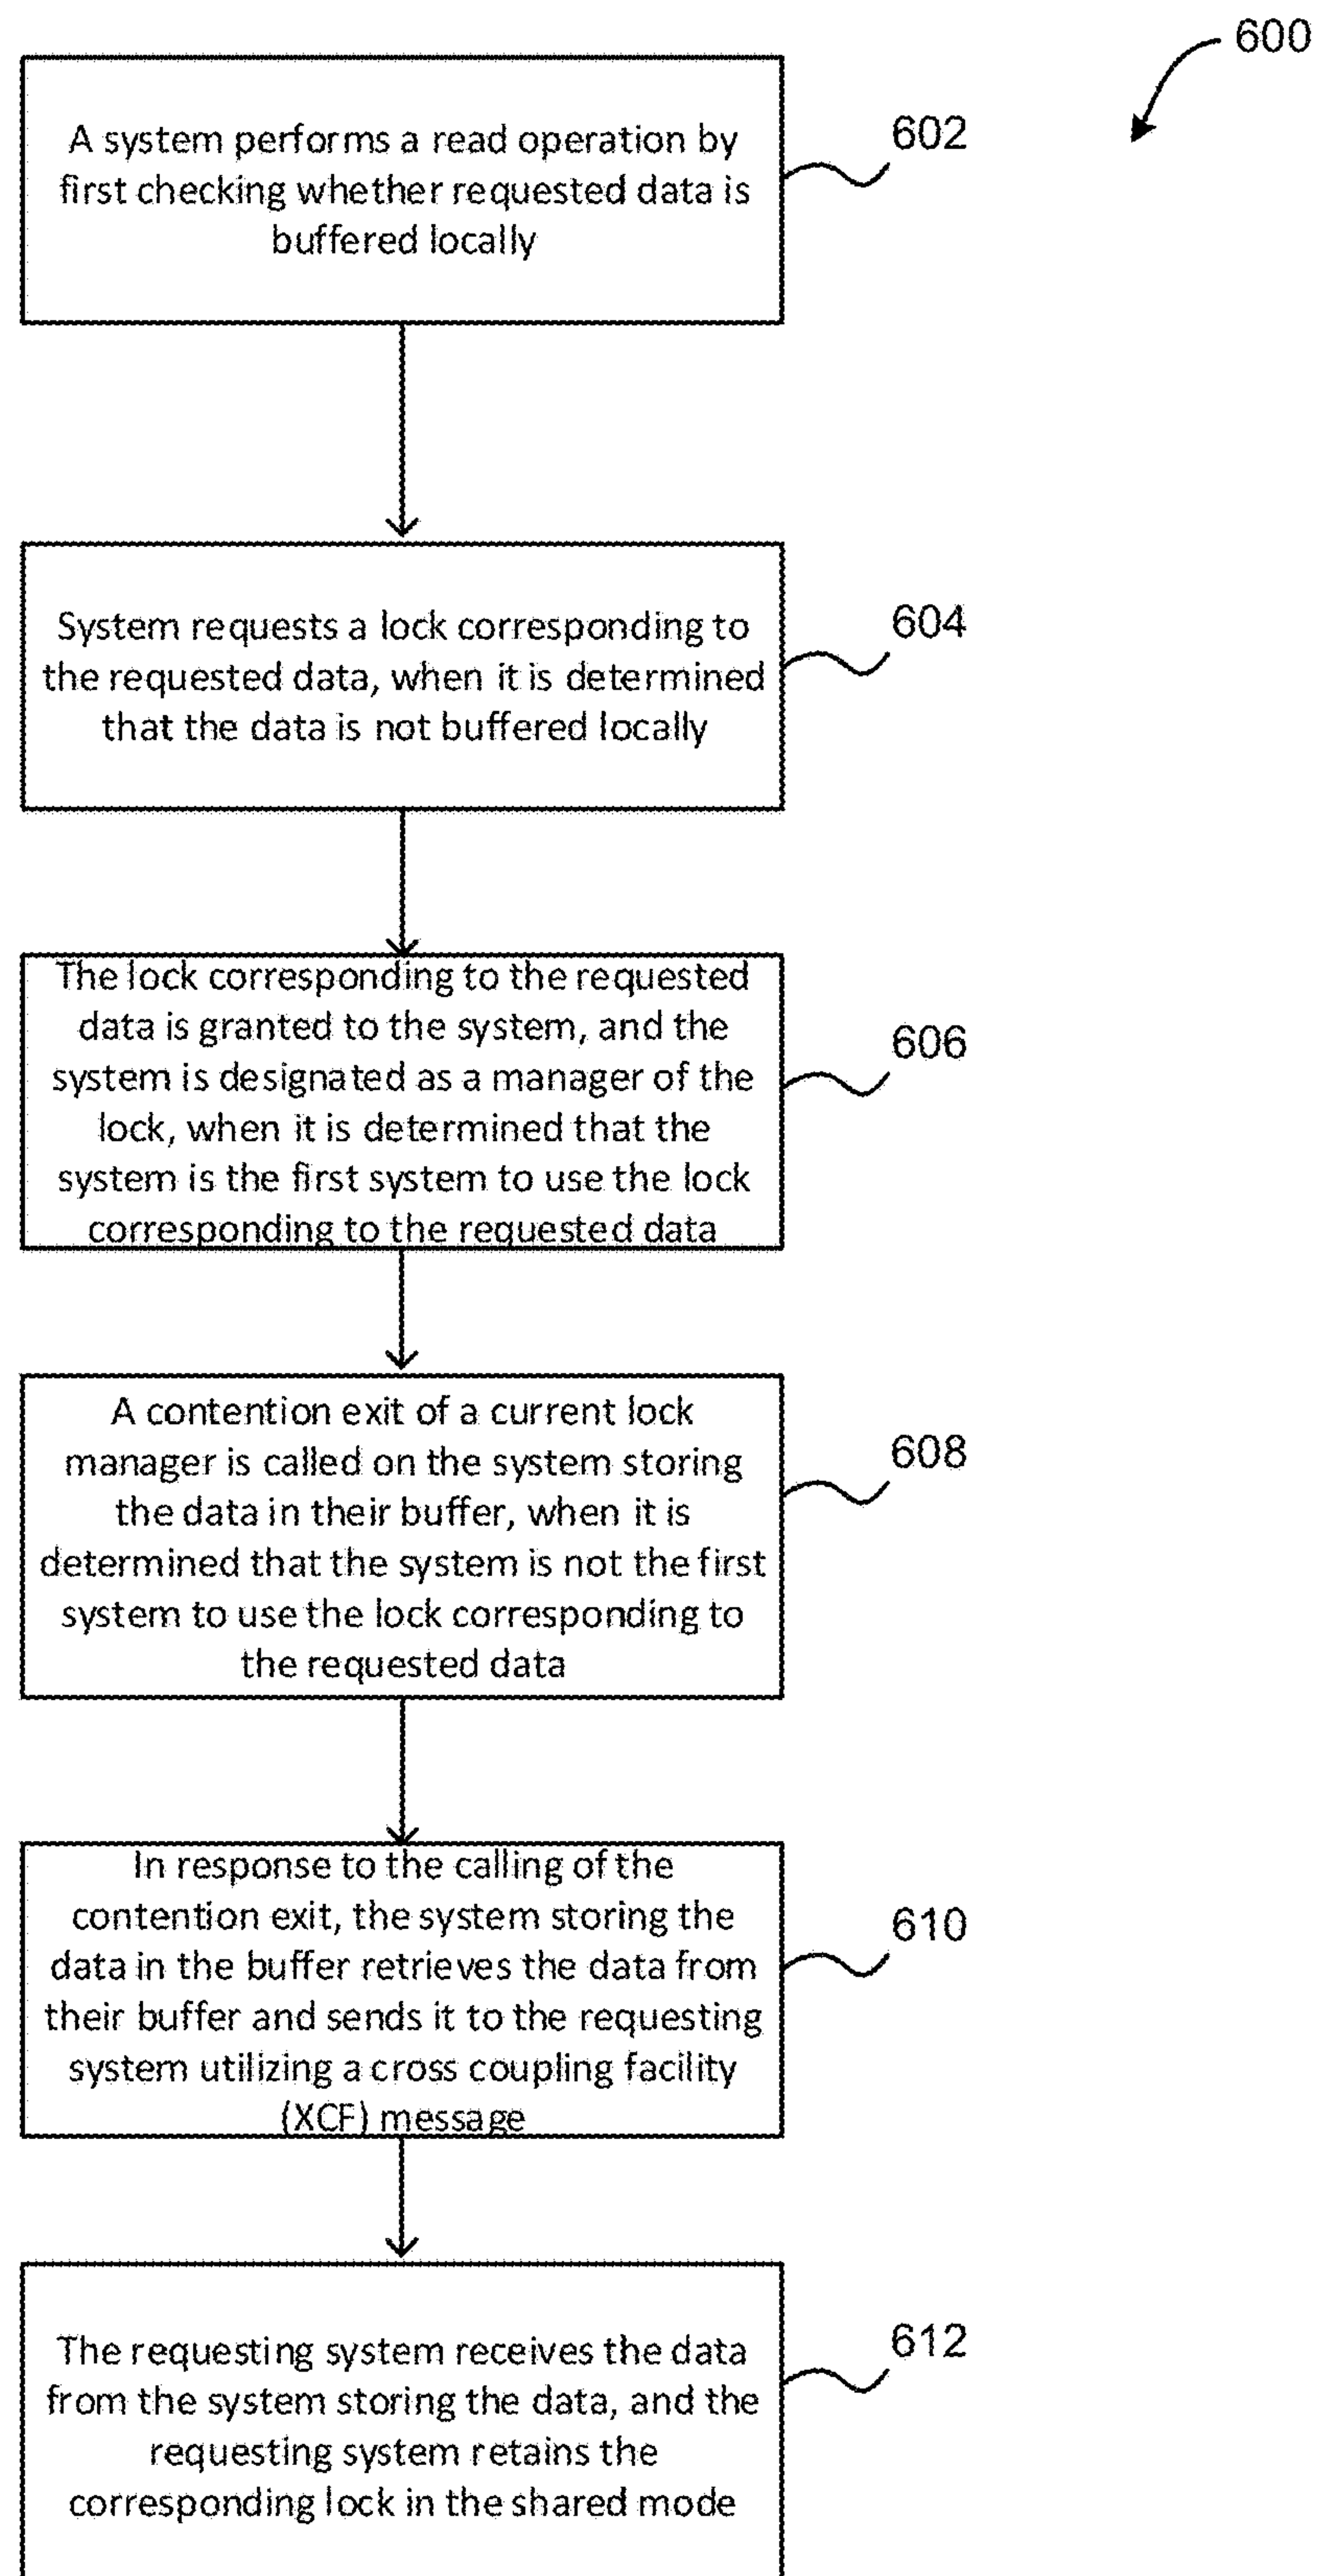 600
A system performs a read operation by
first checking whether requested data is
buffered locally
602
System requests a lock corresponding to
the requested data, when it is determined
that the data is not buffered locally
604
The lock corresponding to the requested
data is granted to the system, and the
system is designated as a manager of the
lock, when it is determined that the
system is the first system to use the lock
corresponding to the requested data
606
A contention exit of a current lock
manager is called on the system storing
the data in their buffer, when it is
determined that the system is not the first
system to use the lock corresponding to
the requested data
608
In response to the calling of the
contention exit, the system storing the
data in the buffer retrieves the data from
their buffer and sends it to the requesting
system utilizing a cross coupling facility
(XCF) message
610
The requesting system receives the data
from the system storing the data, and the
requesting system retains the
corresponding lock in the shared mode
612